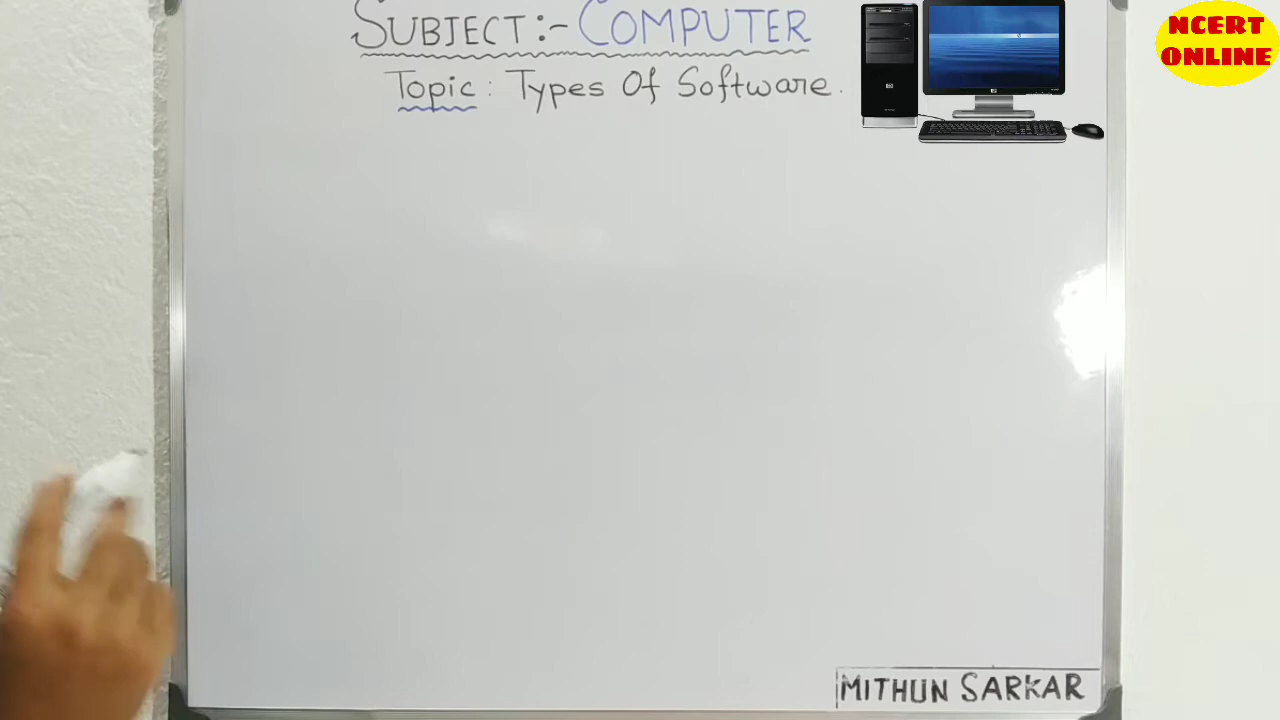 SUBJECT:- COMPUTER
Topic : Types Of Software.
NCERT
ONLINE
MITHUN SARKAR